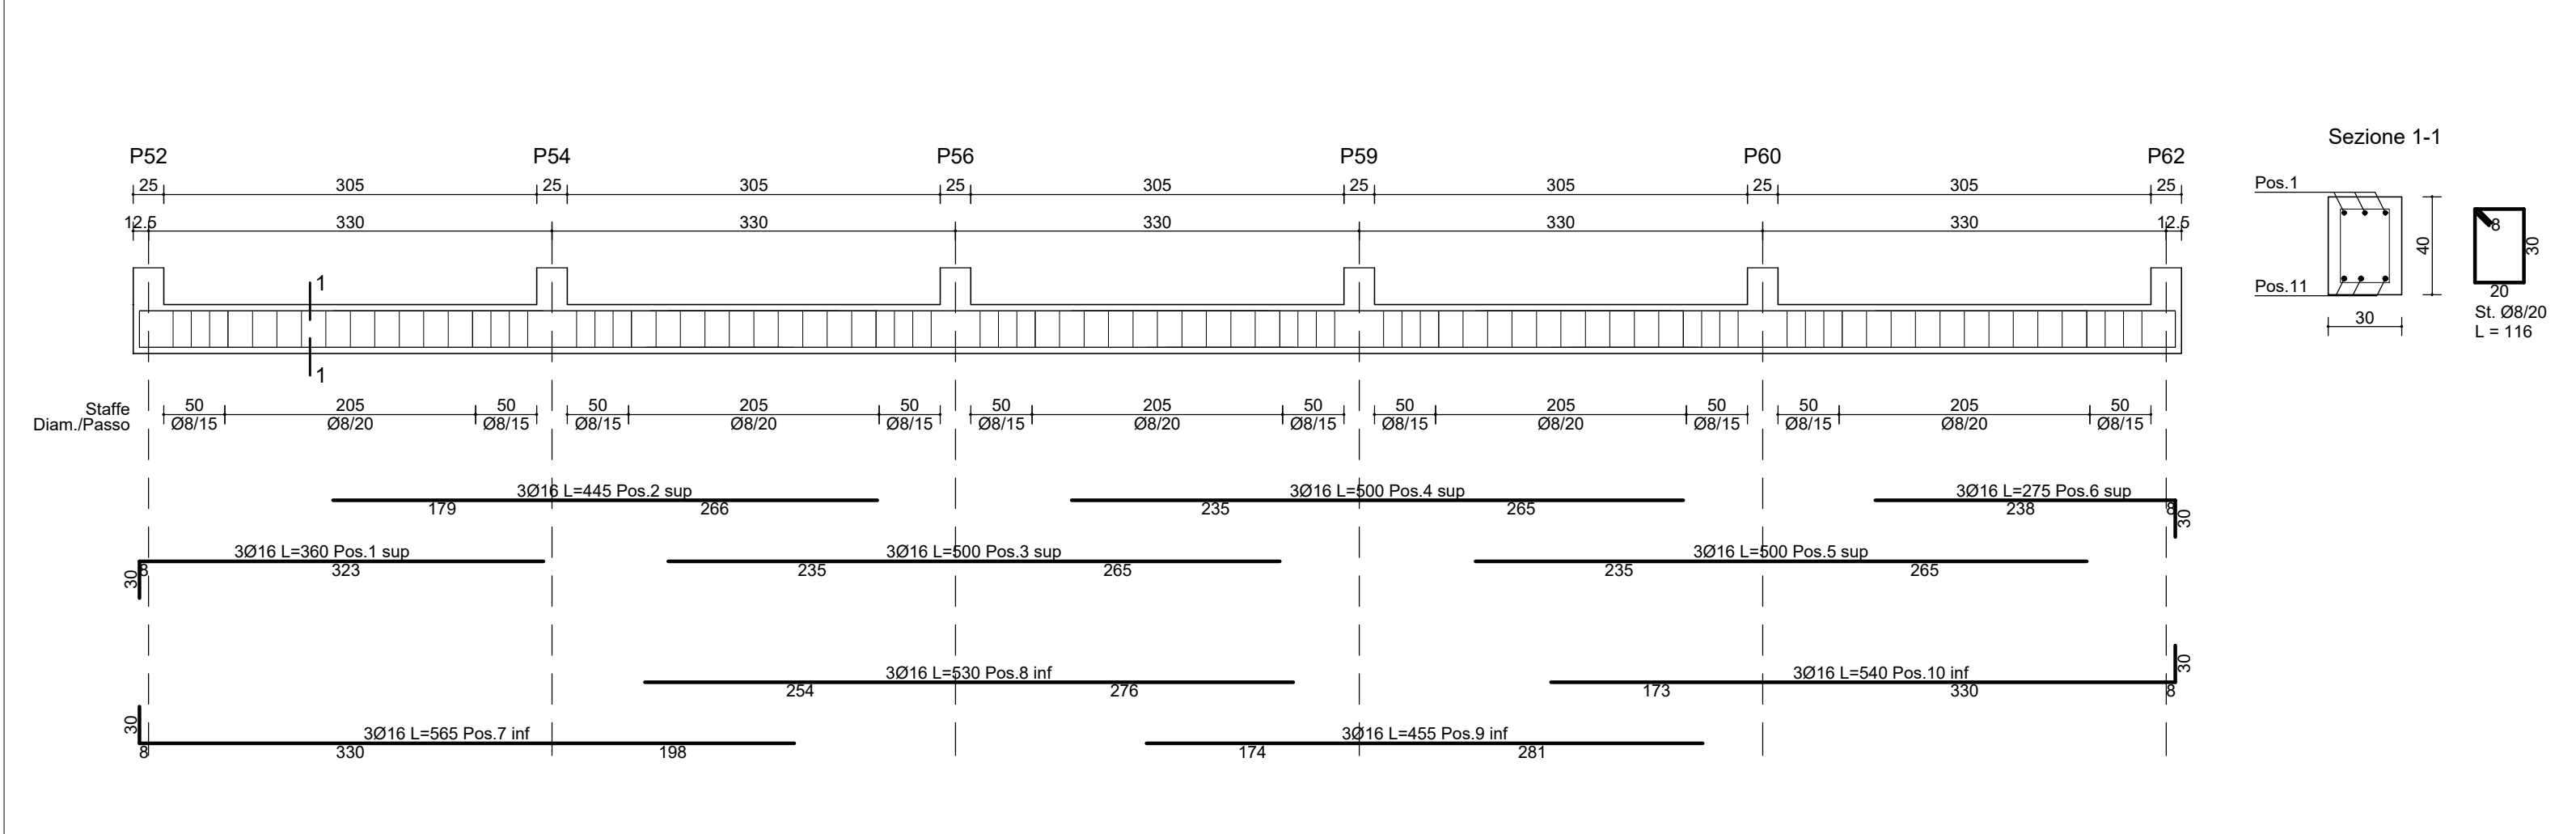 Sezione 1-1
P52 P54 P56 P59 P60 P62
25 305 25 305 25 305 25 305 25 305 25
12.5 330 330 330 330 330 12.5
1
1
Pos.1
Pos.11
40
30
8
30
20
St. Ø8/20
L = 116
Staffe
Diam./Passo
50 205 50 50 205 50 50 205 50 50 205 50 50 205 50
Ø8/15 Ø8/20 Ø8/15 Ø8/15 Ø8/20 Ø8/15 Ø8/15 Ø8/20 Ø8/15 Ø8/15 Ø8/20 Ø8/15 Ø8/15 Ø8/20 Ø8/15
3Ø16 L=445 Pos.2 sup 3Ø16 L=500 Pos.4 sup 3Ø16 L=275 Pos.6 sup
179 266 235 265 238 8 30
3Ø16 L=360 Pos.1 sup 3Ø16 L=500 Pos.3 sup 3Ø16 L=500 Pos.5 sup
30 8 323 235 265 235 265
3Ø16 L=530 Pos.8 inf 3Ø16 L=540 Pos.10 inf 30
254 276 173 330 8
30 3Ø16 L=565 Pos.7 inf 3Ø16 L=455 Pos.9 inf
8 330 198 174 281